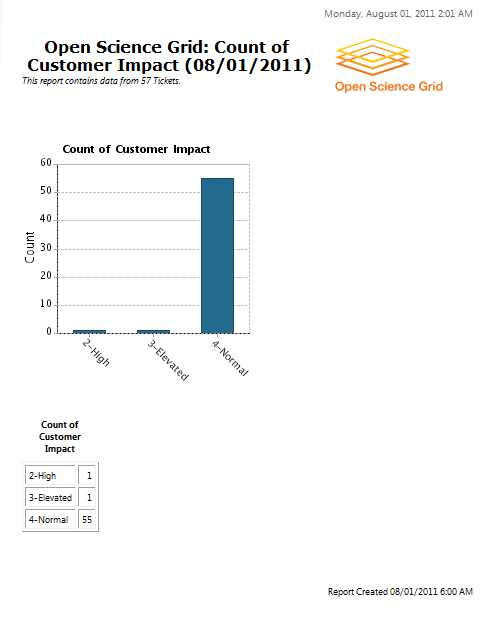 Monday, August 01, 2011 2:01 AM
Open Science Grid: Count of
Customer Impact (08/01/2011)
This report contains data from 57 Tickets.
Open Science Grid
Count of Customer Impact
60
50
40
30
20
10
0
Count
2-High
3-Elevated
4-Normal
Count of
Customer
Impact
2-High 1
3-Elevated 1
4-Normal 55
Report Created 08/01/2011 6:00 AM